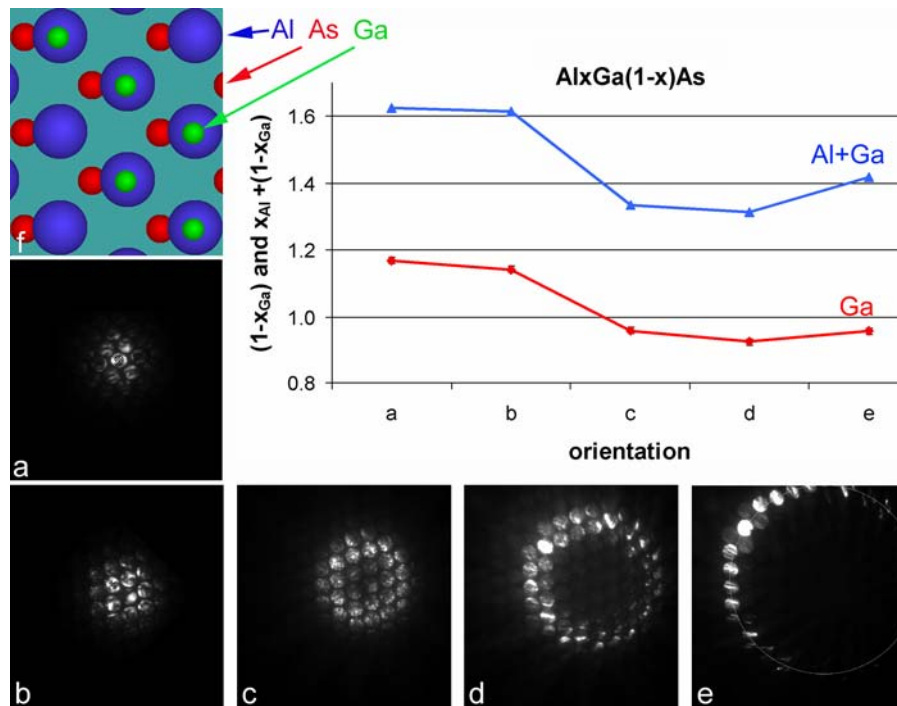 Al As Ga
f
AlxGa(1-x)As
(1-xGa) and xAl +(1-xGa)
1.6
1.4
1.2
1.0
0.8
Al+Ga
Ga
a b c d e
orientation
a
b
c
d
e